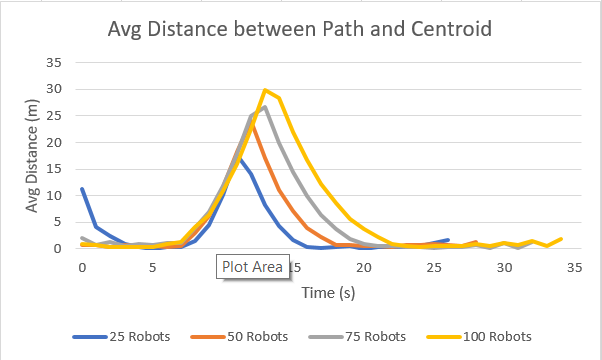 Avg Distance between Path and Centroid
Avg Distance (m)
35
30
25
20
15
10
5
0
0 5 15 20 25 30 35
Plot Area
Time (s)
25 Robots 50 Robots 75 Robots 100 Robots